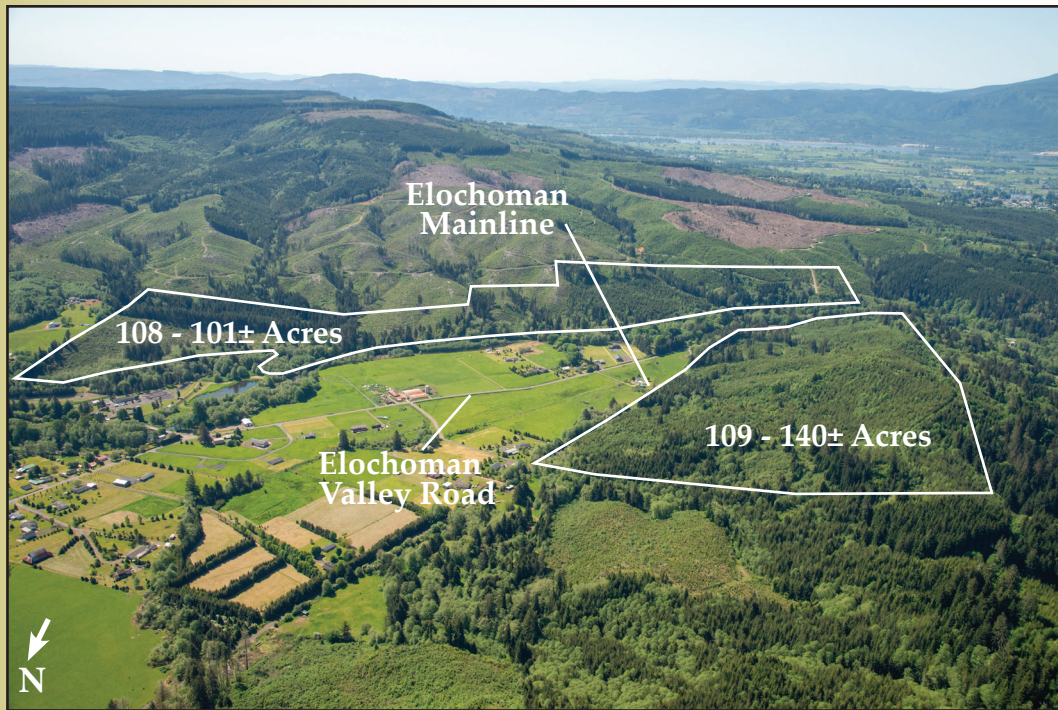 Elochoman
Mainline
108 - 101± Acres
109 - 140± Acres
Elochoman
Valley Road
N